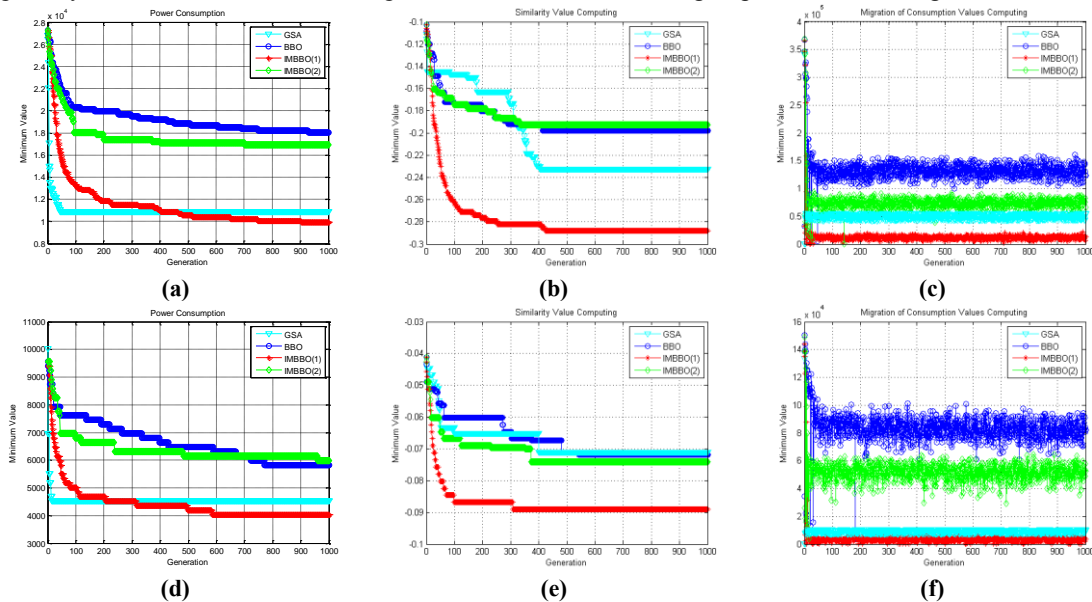 Power Consumption
x 10^4
2.8
2.6
2.4
2.2
2
1.8
1.6
1.4
1.2
1
0.8
Minimum Value
0 100 200 300 400 500 600 700 800 900 1000
Generation
GSA
BBO
IMBBO(1)
IMBBO(2)
(a)
Similarity Value Computing
-0.1
-0.12
-0.14
-0.16
-0.18
-0.2
-0.22
-0.24
-0.26
-0.28
-0.3
Minimum Value
0 100 200 300 400 500 600 700 800 900 1000
Generation
GSA
BBO
IMBBO(1)
IMBBO(2)
(b)
Migration of Consumption Values Computing
x 10^5
4
3.5
3
2.5
2
1.5
1
0.5
0
Minimum Value
0 100 200 300 400 500 600 700 800 900 1000
Generation
GSA
BBO
IMBBO(1)
IMBBO(2)
(c)
Power Consumption
11000
10000
9000
8000
7000
6000
5000
4000
3000
Minimum Value
0 100 200 300 400 500 600 700 800 900 1000
Generation
GSA
BBO
IMBBO(1)
IMBBO(2)
(d)
Similarity Value Computing
-0.03
-0.04
-0.05
-0.06
-0.07
-0.08
-0.09
-0.1
Minimum Value
0 100 200 300 400 500 600 700 800 900 1000
Generation
GSA
BBO
IMBBO(1)
IMBBO(2)
(e)
Migration of Consumption Values Computing
x 10^4
16
14
12
10
8
6
4
2
0
Minimum Value
0 100 200 300 400 500 600 700 800 900 1000
Generation
GSA
BBO
IMBBO(1)
IMBBO(2)
(f)